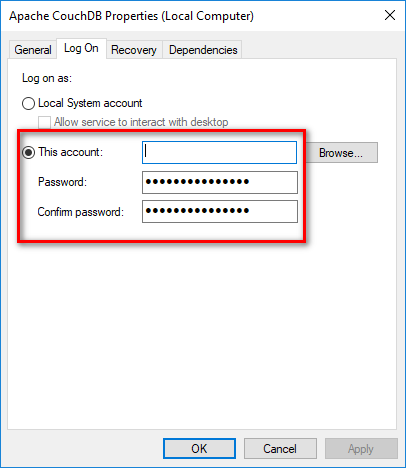 Apache CouchDB Properties (Local Computer)
General Log On Recovery Dependencies
Log on as:
Local System account
Allow service to interact with desktop
This account: Browse...
Password: ●●●●●●●●●●●●●●●
Confirm password: ●●●●●●●●●●●●●●●
OK Cancel Apply